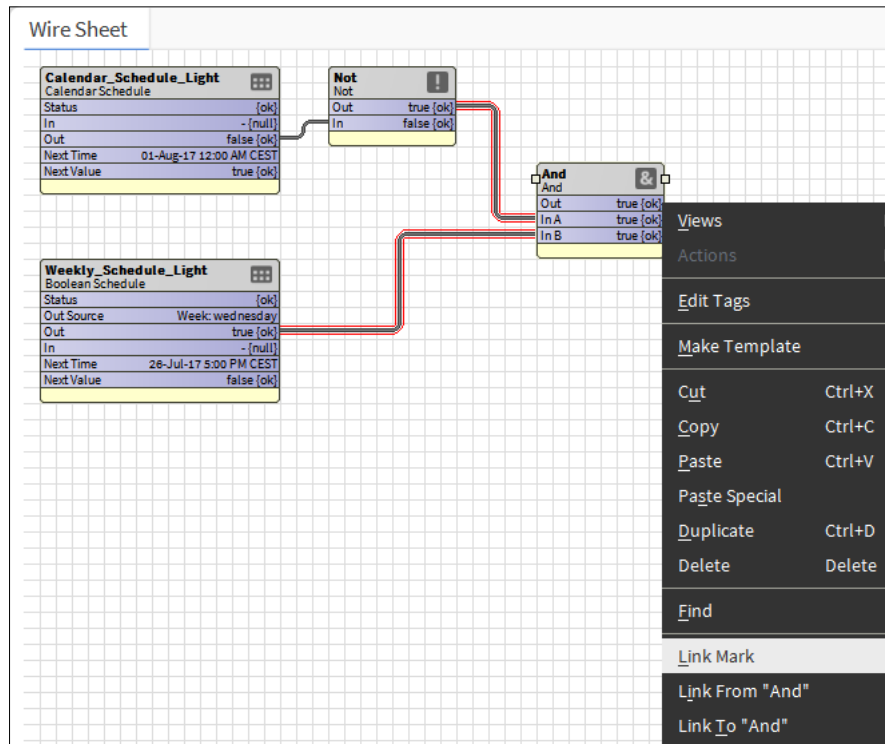 Wire Sheet
Calendar_Schedule_Light
Calendar Schedule
Status {ok}
In - {null}
Out false {ok}
Next Time 01-Aug-17 12:00 AM CEST
Next Value true {ok}
Not
Not
Out true {ok}
In false {ok}
And
And
&
Out true {ok}
In A true {ok}
In B true {ok}
Weekly_Schedule_Light
Boolean Schedule
Status {ok}
Out Source Week: wednesday
Out true {ok}
In - {null}
Next Time 26-Jul-17 5:00 PM CEST
Next Value false {ok}
Views
Actions
Edit Tags
Make Template
Cut Ctrl+X
Copy Ctrl+C
Paste Ctrl+V
Paste Special
Duplicate Ctrl+D
Delete Delete
Find
Link Mark
Link From "And"
Link To "And"